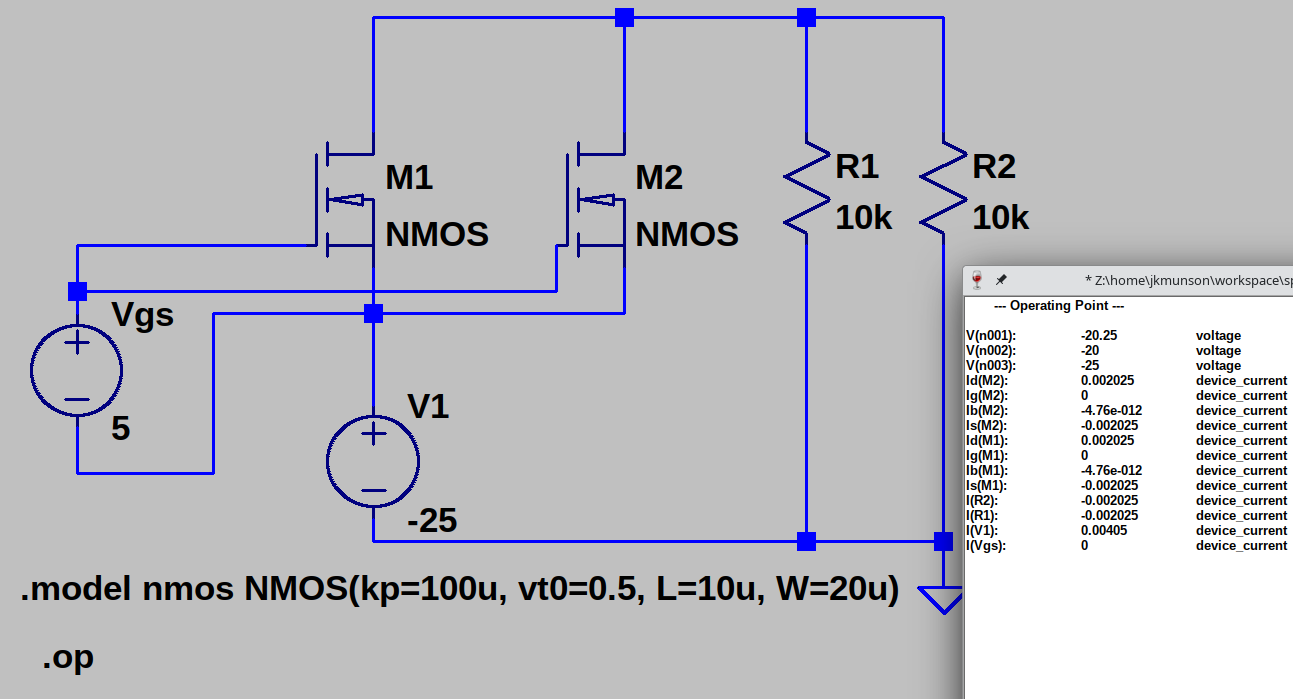 M1
NMOS
M2
NMOS
R1
10k
R2
10k
Vgs
5
V1
-25
.model nmos NMOS(kp=100u, vt0=0.5, L=10u, W=20u)
.op
* Z:\home\jkmunson\workspace\sp
--- Operating Point ---
V(n001): -20.25 voltage
V(n002): -20 voltage
V(n003): -25 voltage
Id(M2): 0.002025 device_current
Ig(M2): 0 device_current
Ib(M2): -4.76e-012 device_current
Is(M2): -0.002025 device_current
Id(M1): 0.002025 device_current
Ig(M1): 0 device_current
Ib(M1): -4.76e-012 device_current
Is(M1): -0.002025 device_current
I(R2): -0.002025 device_current
I(R1): -0.002025 device_current
I(V1): 0.00405 device_current
I(Vgs): 0 device_current